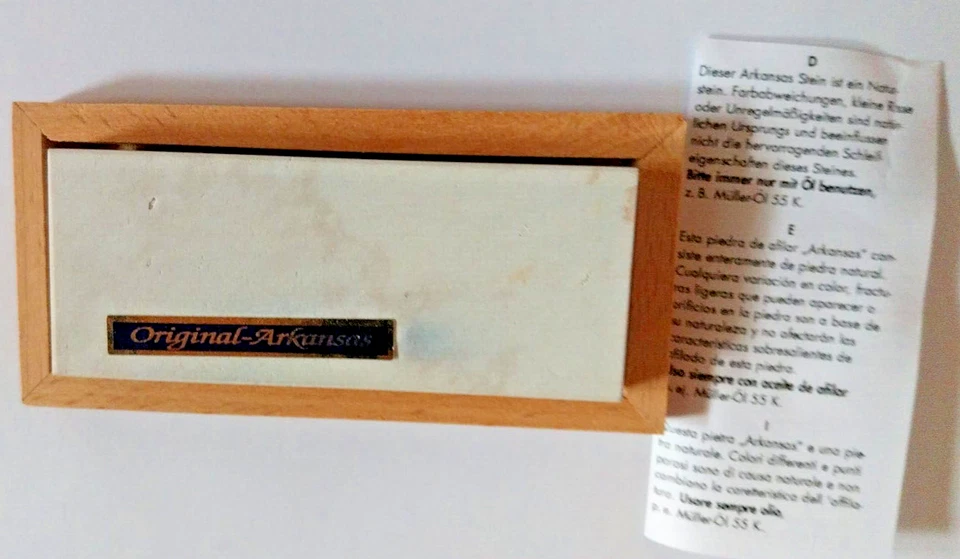 Original-Arkansas
D
Dieser Arkansas Stein ist ein Natur-
stein. Farbabweichungen, kleine Risse
oder Unregelmäßigkeiten sind natür-
lichen Ursprungs und beeinflussen
nicht die hervorragenden Schleif-
eigenschaften dieses Steines.
Bitte immer nur mit Öl benutzen,
z. B. Müller-Öl 55 K.
E
Esta piedra de afilar „Arkansas" con-
siste enteramente de piedra natural.
Cualquiera variación en color, fractu-
ras ligeras que pueden aparecer o
orificios en la piedra son a base de
su naturaleza y no afectarán las
características sobresalientes de
afilado de esta piedra.
Uso siempre con aceite de afilar
p. ej. Müller-Öl 55 K.
I
Questa pietra „Arkansas" e una pie-
tra naturale. Colori differenti e punti
porosi sono di causa naturale e non
cambiano la careteristica dell 'affila-
tura. Usare sempre olio,
p. e. Müller-Öl 55 K.